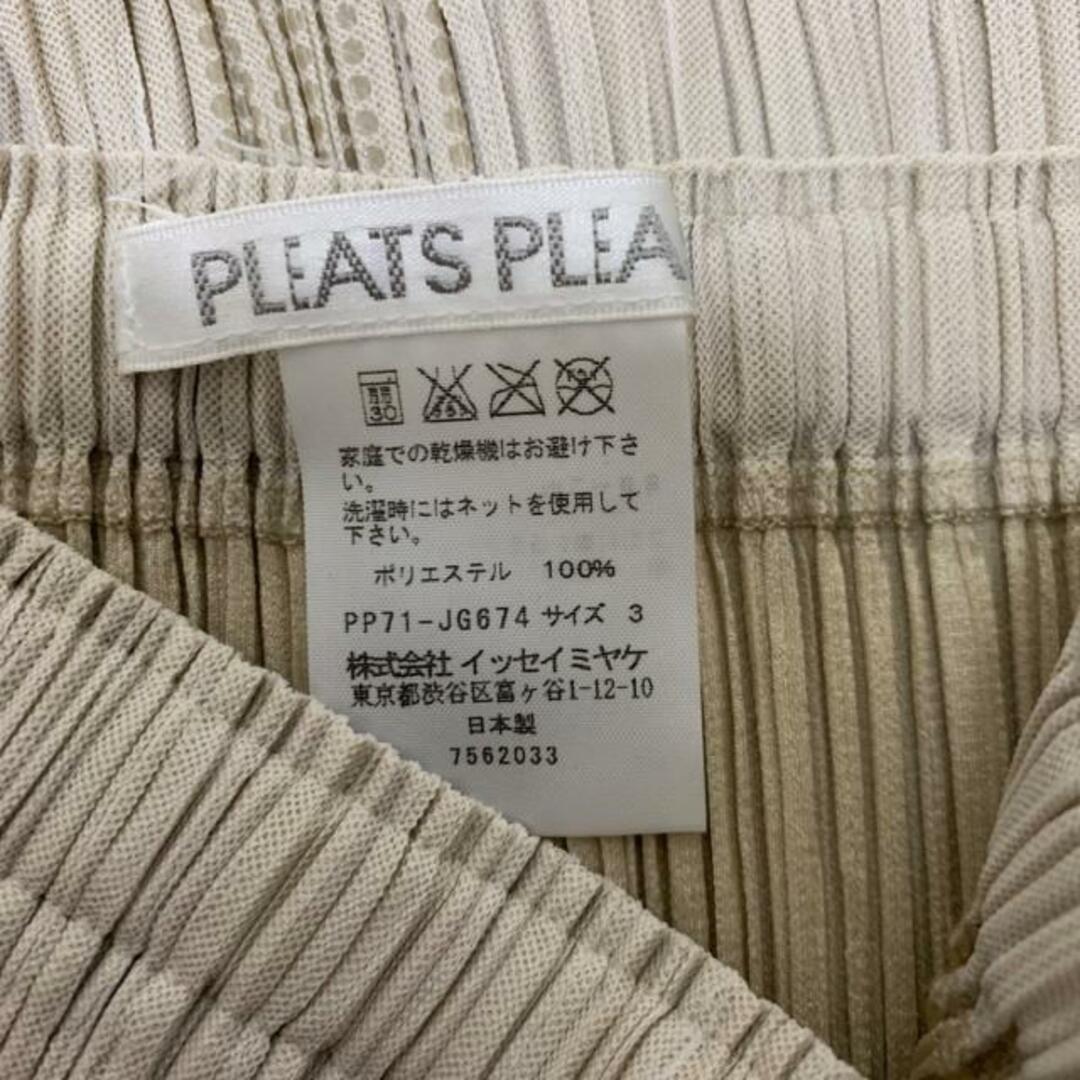 PLEATS PLEA
弱
30
家庭での乾燥機はお避け下さ
い。
洗濯時にはネットを使用して
下さい。
ポリエステル 100%
PP71-JG674 サイズ 3
株式会社 イッセイミヤケ
東京都渋谷区富ヶ谷1-12-10
日本製
7562033